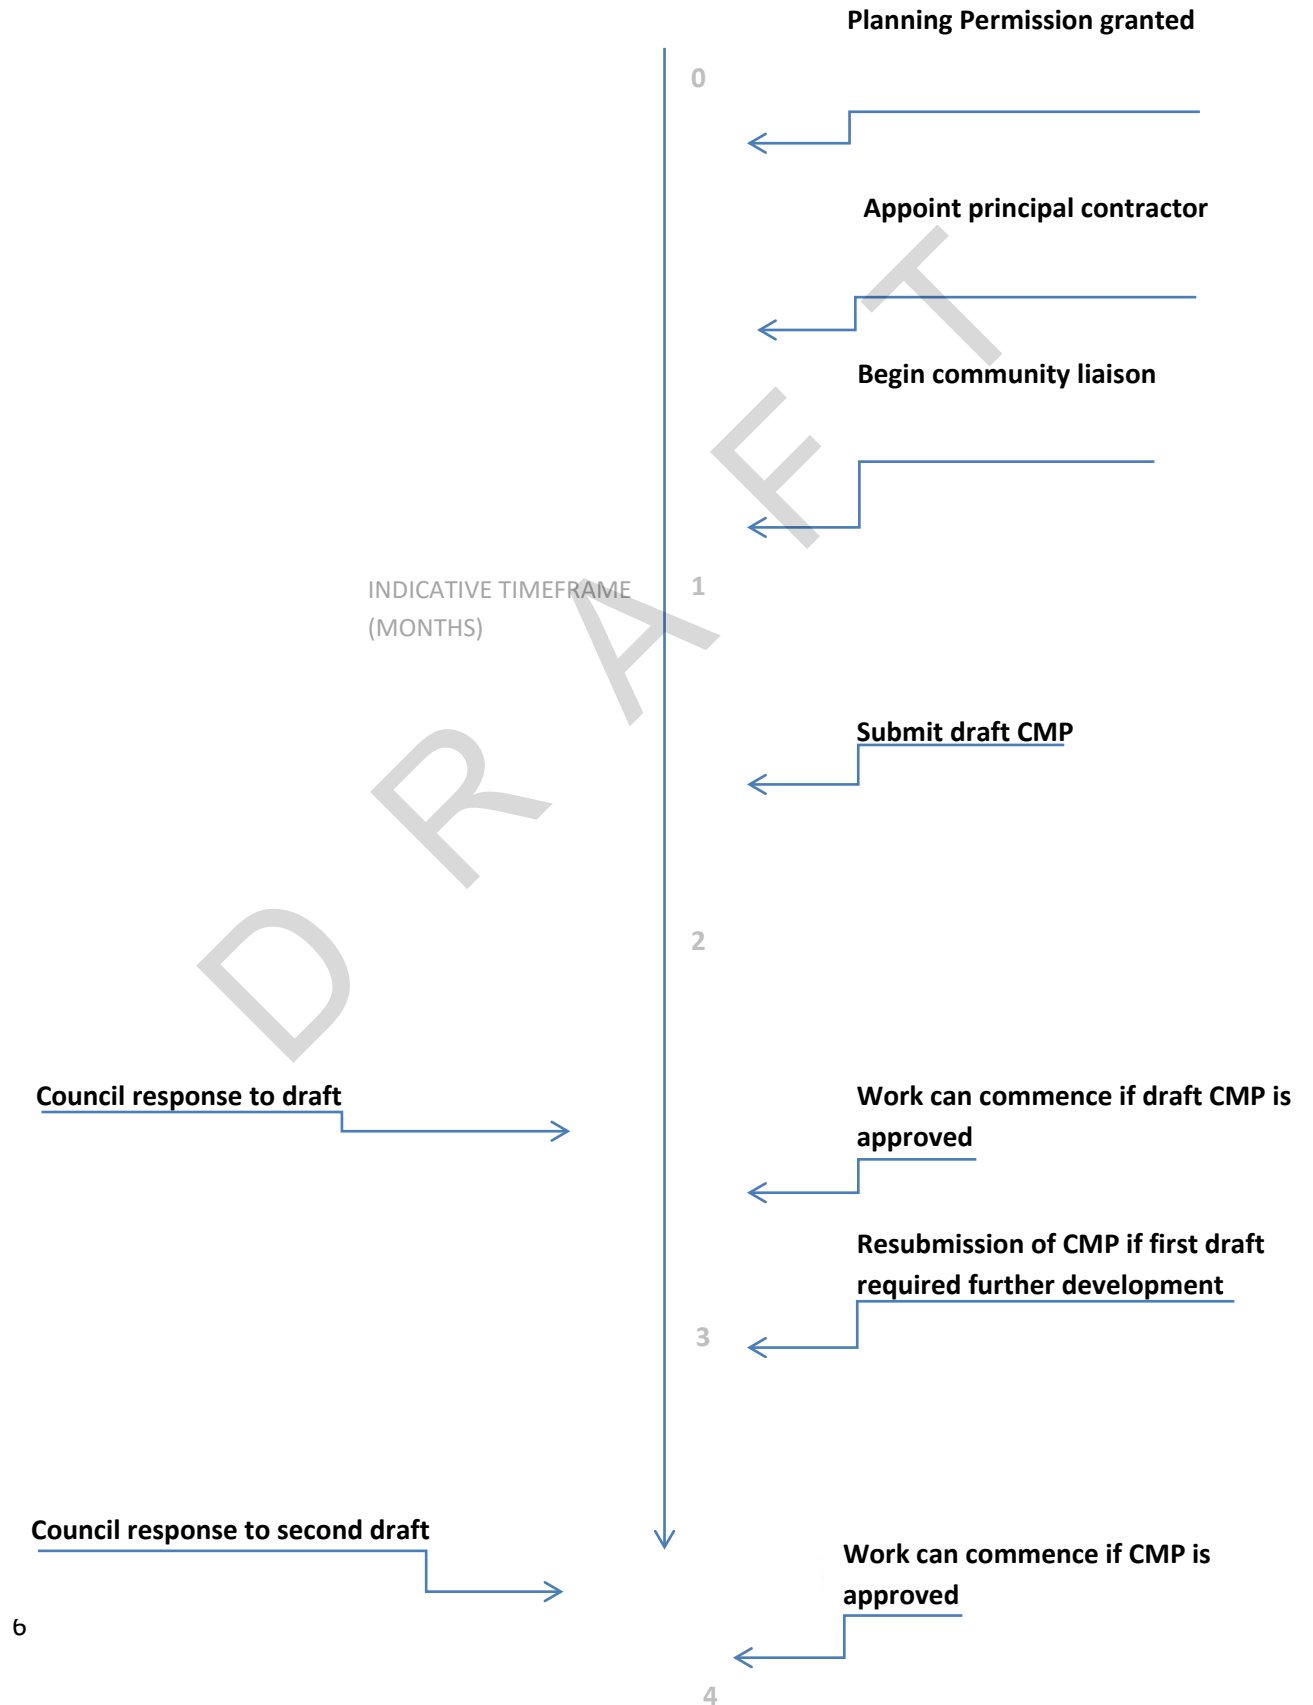 Planning Permission granted
0
Appoint principal contractor
Begin community liaison
INDICATIVE TIMEFRAME
(MONTHS)
1
Submit draft CMP
2
Council response to draft
Work can commence if draft CMP is
approved
Resubmission of CMP if first draft
required further development
3
Council response to second draft
Work can commence if CMP is
approved
6
4
DRAFT